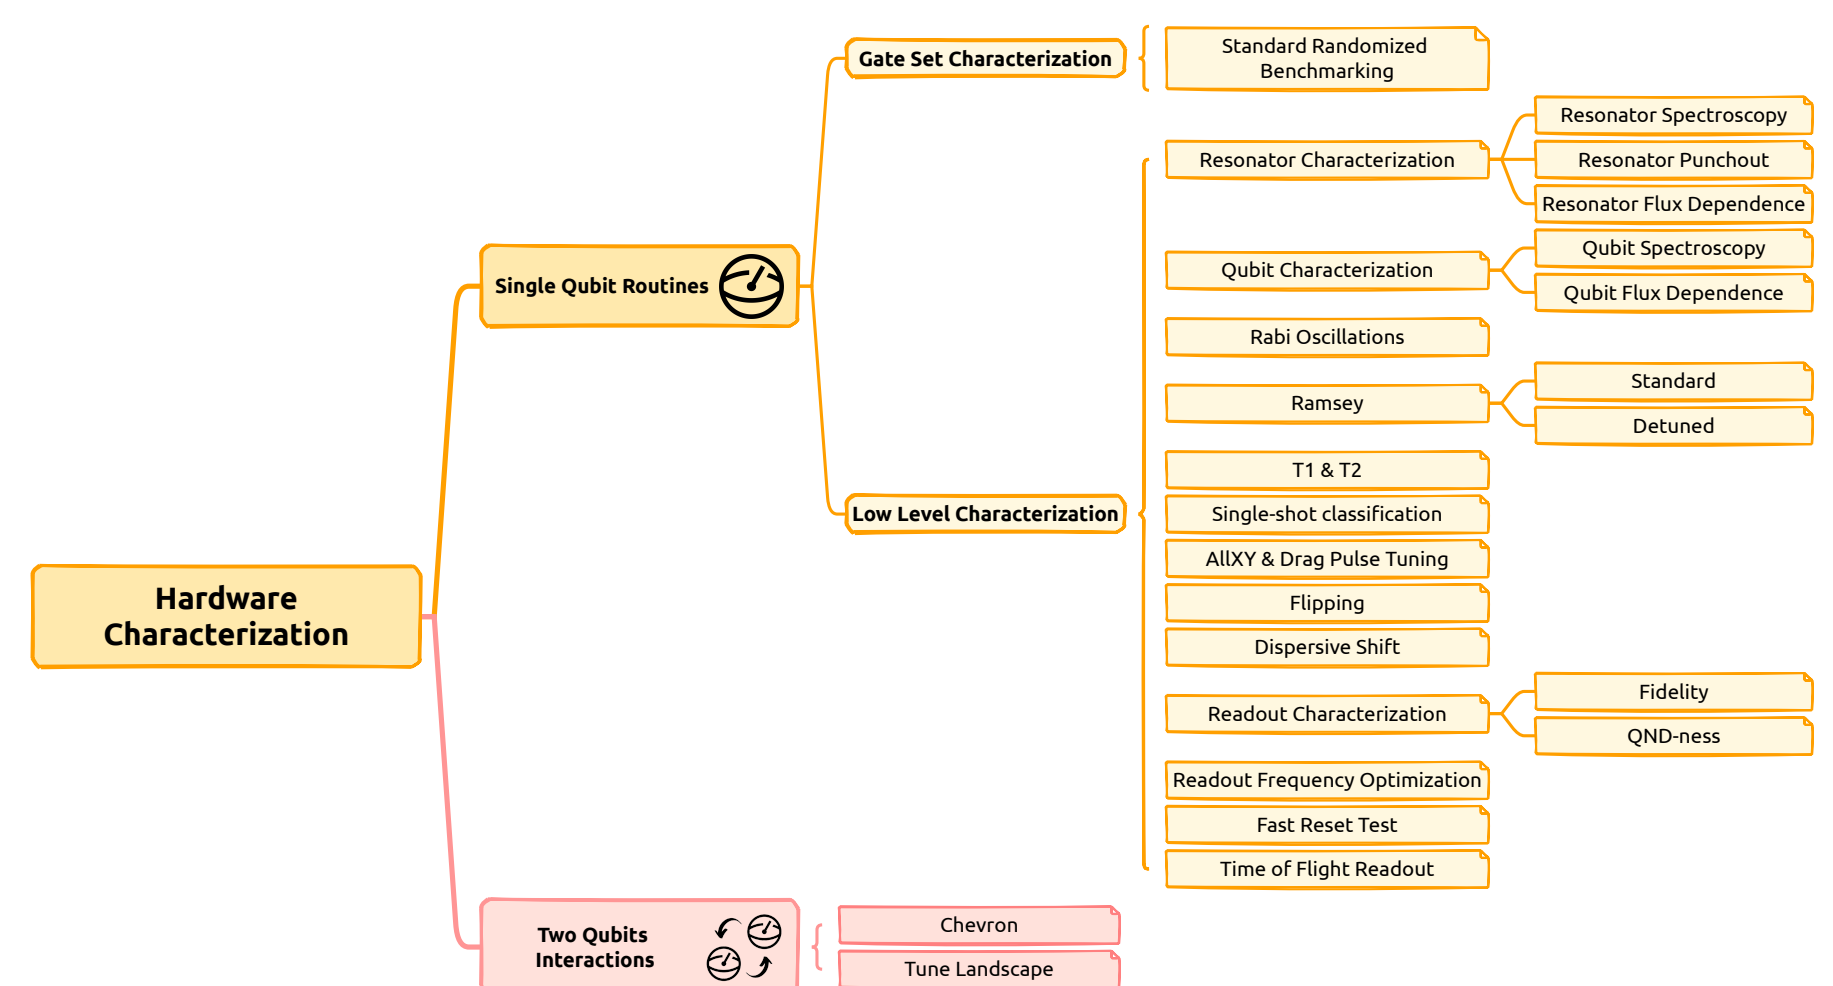 Hardware
Characterization
Single Qubit Routines
Gate Set Characterization
Standard Randomized
Benchmarking
Low Level Characterization
Resonator Characterization
Resonator Spectroscopy
Resonator Punchout
Resonator Flux Dependence
Qubit Characterization
Qubit Spectroscopy
Qubit Flux Dependence
Rabi Oscillations
Ramsey
Standard
Detuned
T1 & T2
Single-shot classification
AllXY & Drag Pulse Tuning
Flipping
Dispersive Shift
Readout Characterization
Fidelity
QND-ness
Readout Frequency Optimization
Fast Reset Test
Time of Flight Readout
Two Qubits
Interactions
Chevron
Tune Landscape